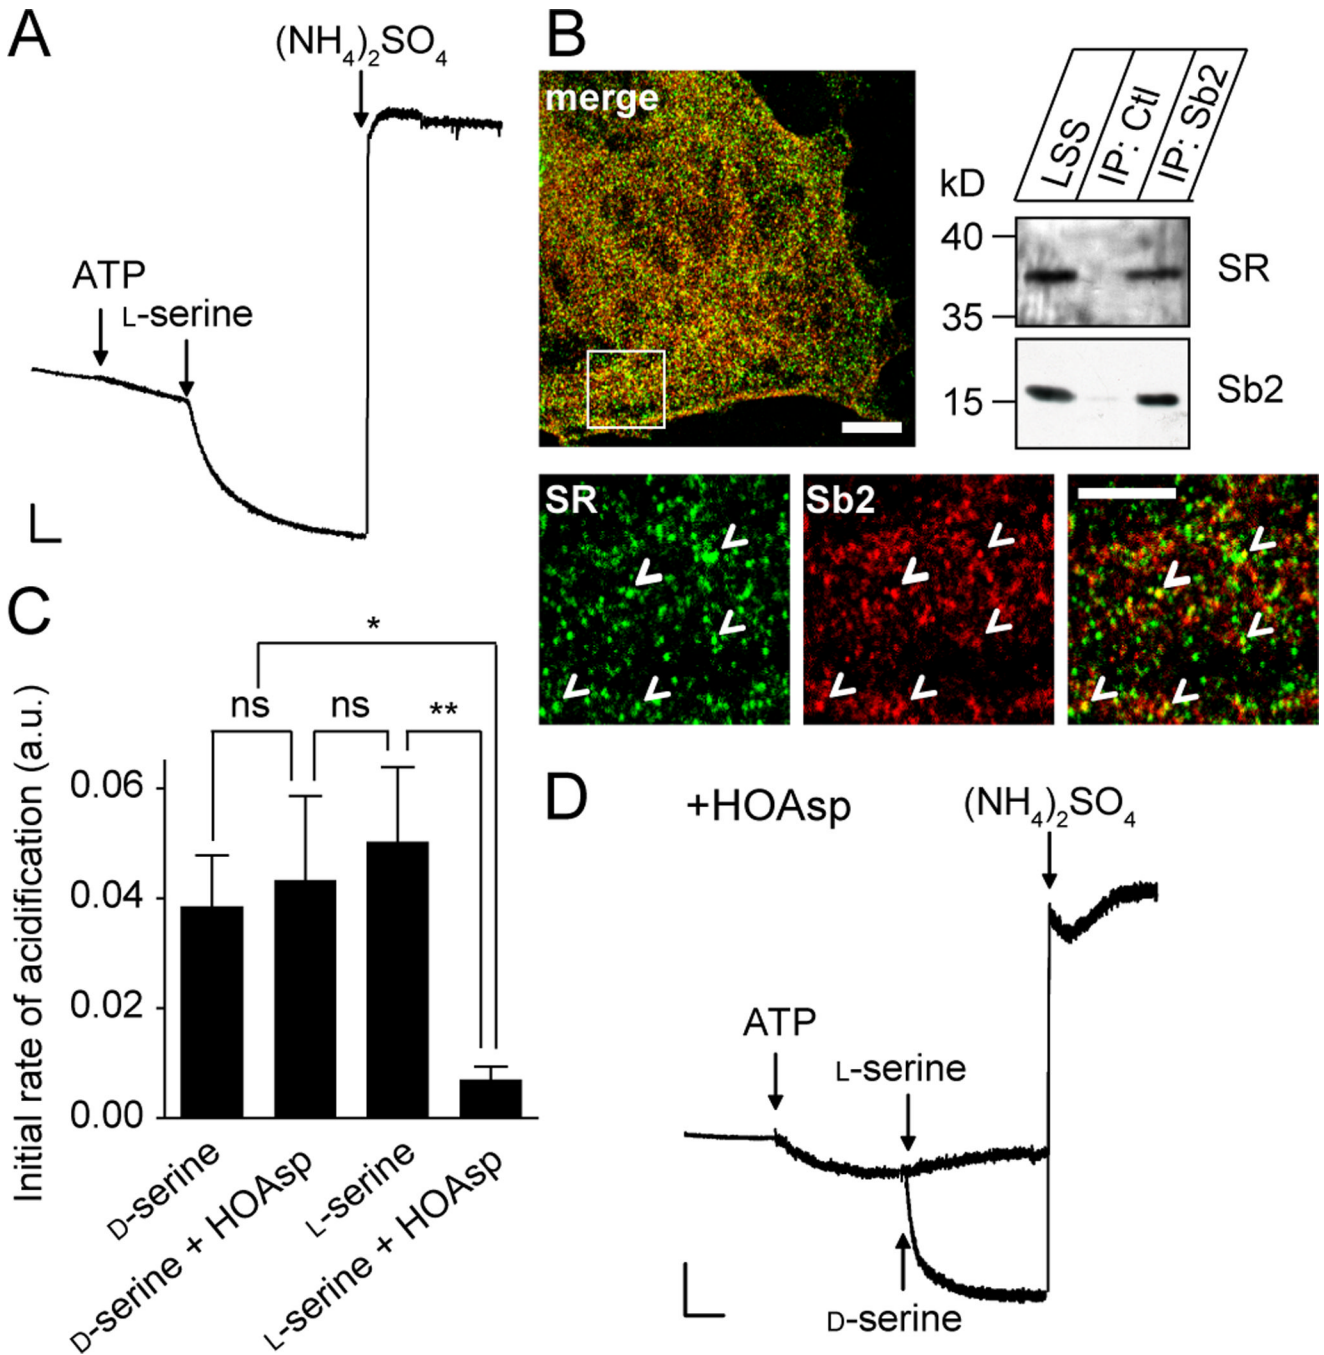 A
(NH₄)₂SO₄
ATP
L-serine
B
merge
LSS
IP: Ctl
IP: Sb2
kD
40
35
SR
15
Sb2
SR
Sb2
C
Initial rate of acidification (a.u.)
*
ns
ns
**
0.06
0.04
0.02
0.00
D-serine
D-serine + HOAsp
L-serine
L-serine + HOAsp
D
+HOAsp
(NH₄)₂SO₄
ATP
L-serine
D-serine